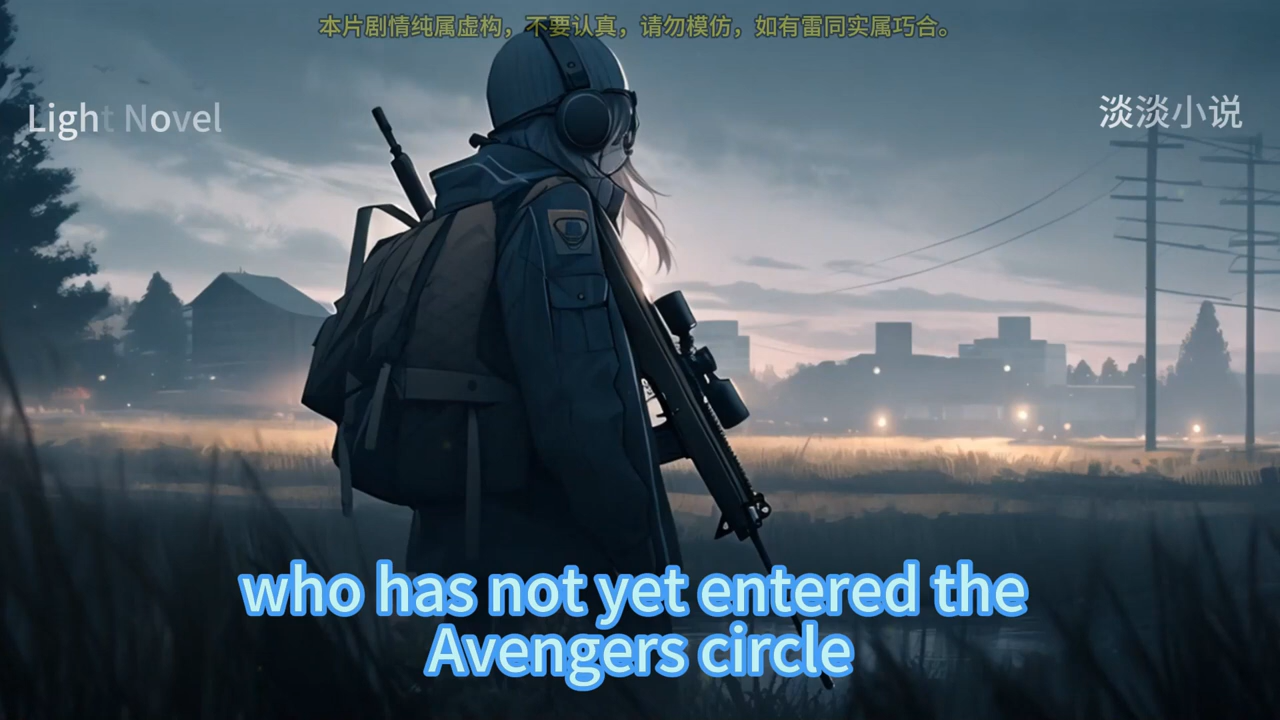 本片剧情纯属虚构，不要认真，请勿模仿，如有雷同实属巧合。
Light Novel
淡淡小说
who has not yet entered the
Avengers circle